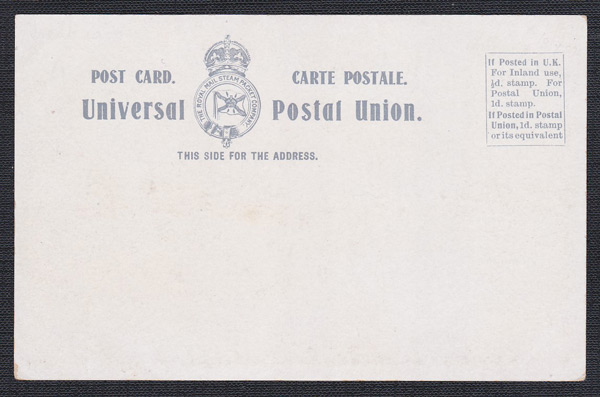 POST CARD. CARTE POSTALE.
THE ROYAL MAIL STEAM PACKET COMPANY
Universal Postal Union.
THIS SIDE FOR THE ADDRESS.
If Posted in U.K.
For Inland use,
½d. stamp. For
Postal Union,
1d. stamp.
If Posted in Postal
Union, 1d. stamp
or its equivalent